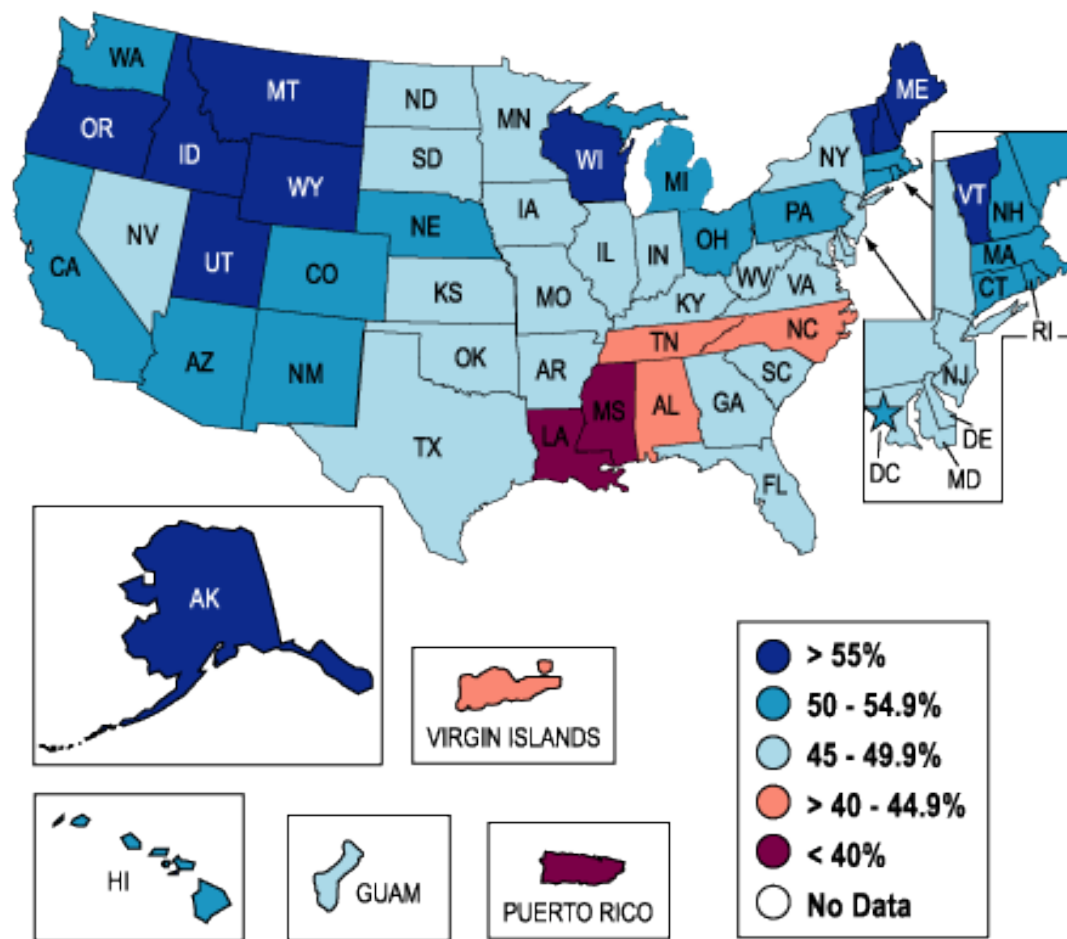 WA
MT
ME
ND
MN
OR
ID
WI
NY
SD
WY
MI
VT
NH
IA
PA
NE
NV
OH
MA
IL
IN
UT
CO
CA
CT
WV
VA
KS
MO
KY
RI
NC
TN
OK
AZ
NM
AR
NJ
SC
MS
AL
GA
LA
DE
TX
DC
MD
FL
AK
VIRGIN ISLANDS
HI
GUAM
PUERTO RICO
> 55%
50 - 54.9%
45 - 49.9%
> 40 - 44.9%
< 40%
No Data